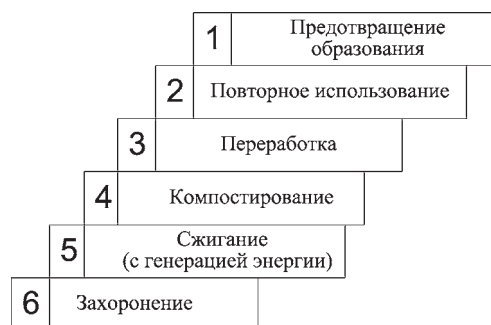 1 Предотвращение
образования
2 Повторное использование
3 Переработка
4 Компостирование
5 Сжигание
(с генерацией энергии)
6 Захоронение